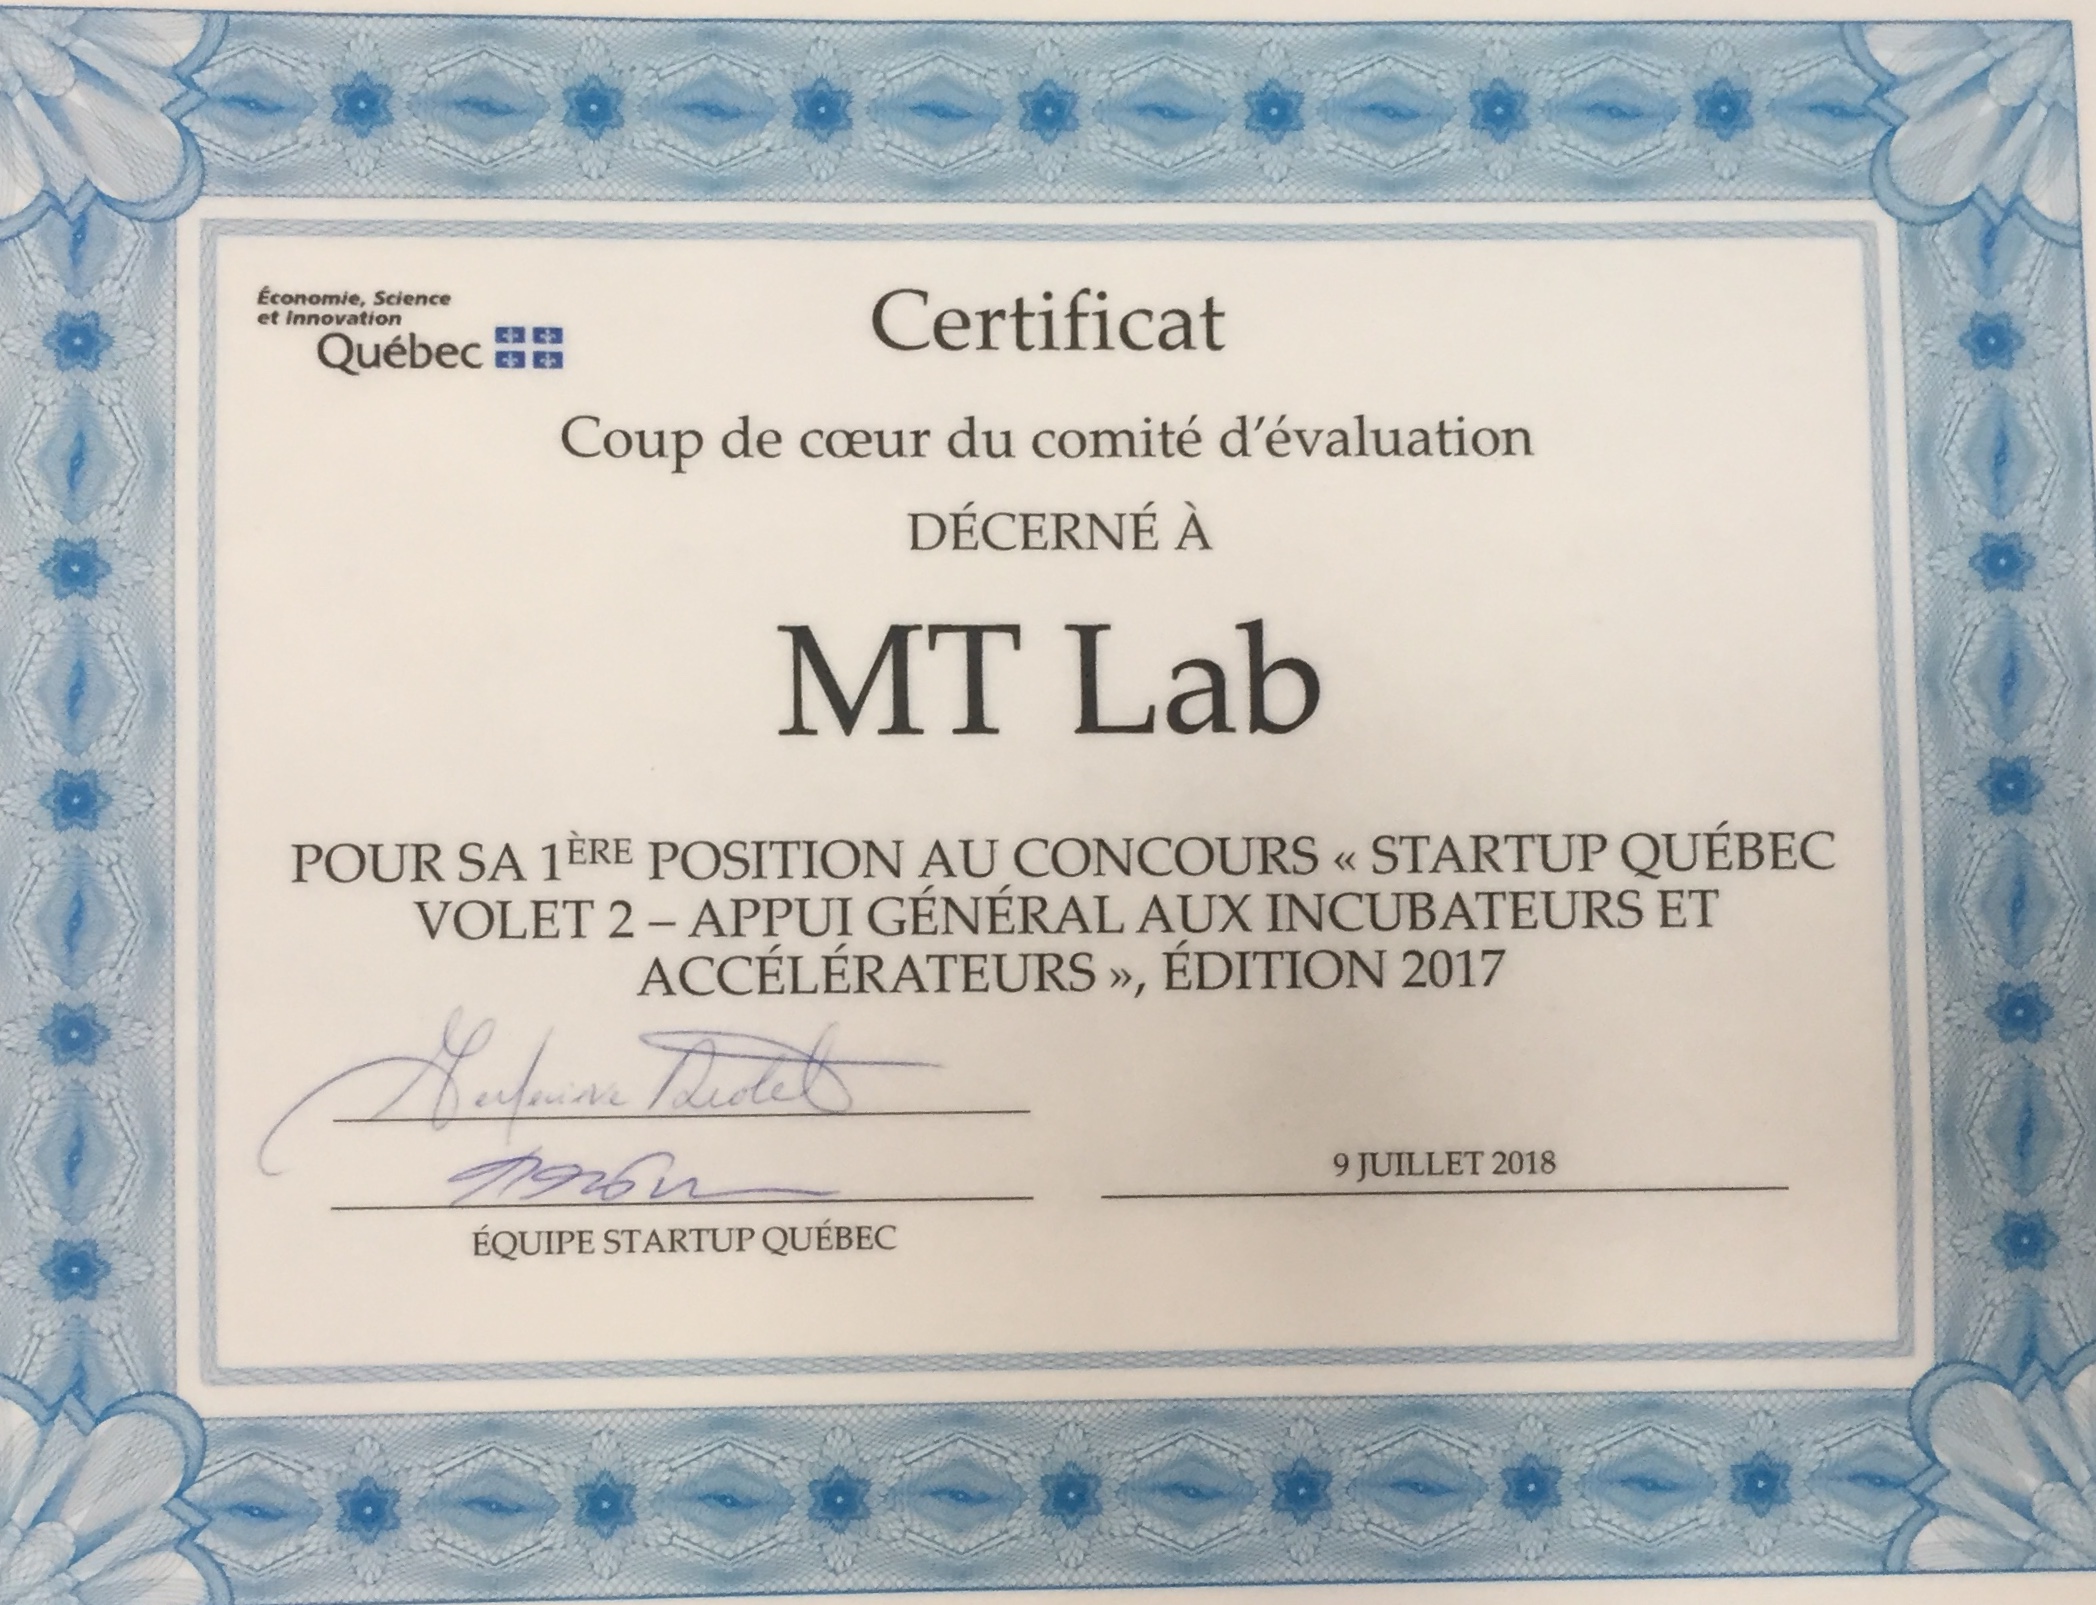 Économie, Science
et Innovation
Québec
Certificat
Coup de cœur du comité d'évaluation
DÉCERNÉ À
MT Lab
POUR SA 1ÈRE POSITION AU CONCOURS « STARTUP QUÉBEC
VOLET 2 – APPUI GÉNÉRAL AUX INCUBATEURS ET
ACCÉLÉRATEURS », ÉDITION 2017
9 JUILLET 2018
ÉQUIPE STARTUP QUÉBEC